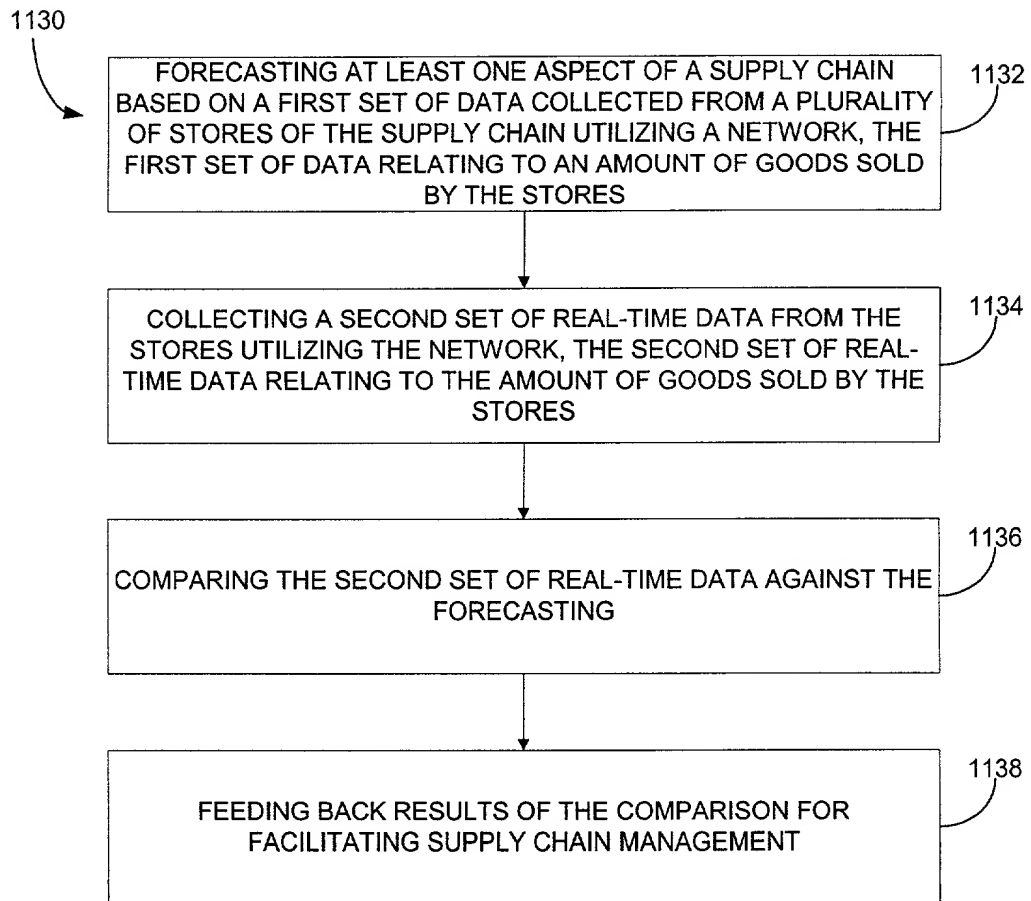 1130
FORECASTING AT LEAST ONE ASPECT OF A SUPPLY CHAIN
BASED ON A FIRST SET OF DATA COLLECTED FROM A PLURALITY
OF STORES OF THE SUPPLY CHAIN UTILIZING A NETWORK, THE
FIRST SET OF DATA RELATING TO AN AMOUNT OF GOODS SOLD
BY THE STORES
1132
COLLECTING A SECOND SET OF REAL-TIME DATA FROM THE
STORES UTILIZING THE NETWORK, THE SECOND SET OF REAL-
TIME DATA RELATING TO THE AMOUNT OF GOODS SOLD BY THE
STORES
1134
COMPARING THE SECOND SET OF REAL-TIME DATA AGAINST THE
FORECASTING
1136
FEEDING BACK RESULTS OF THE COMPARISON FOR
FACILITATING SUPPLY CHAIN MANAGEMENT
1138